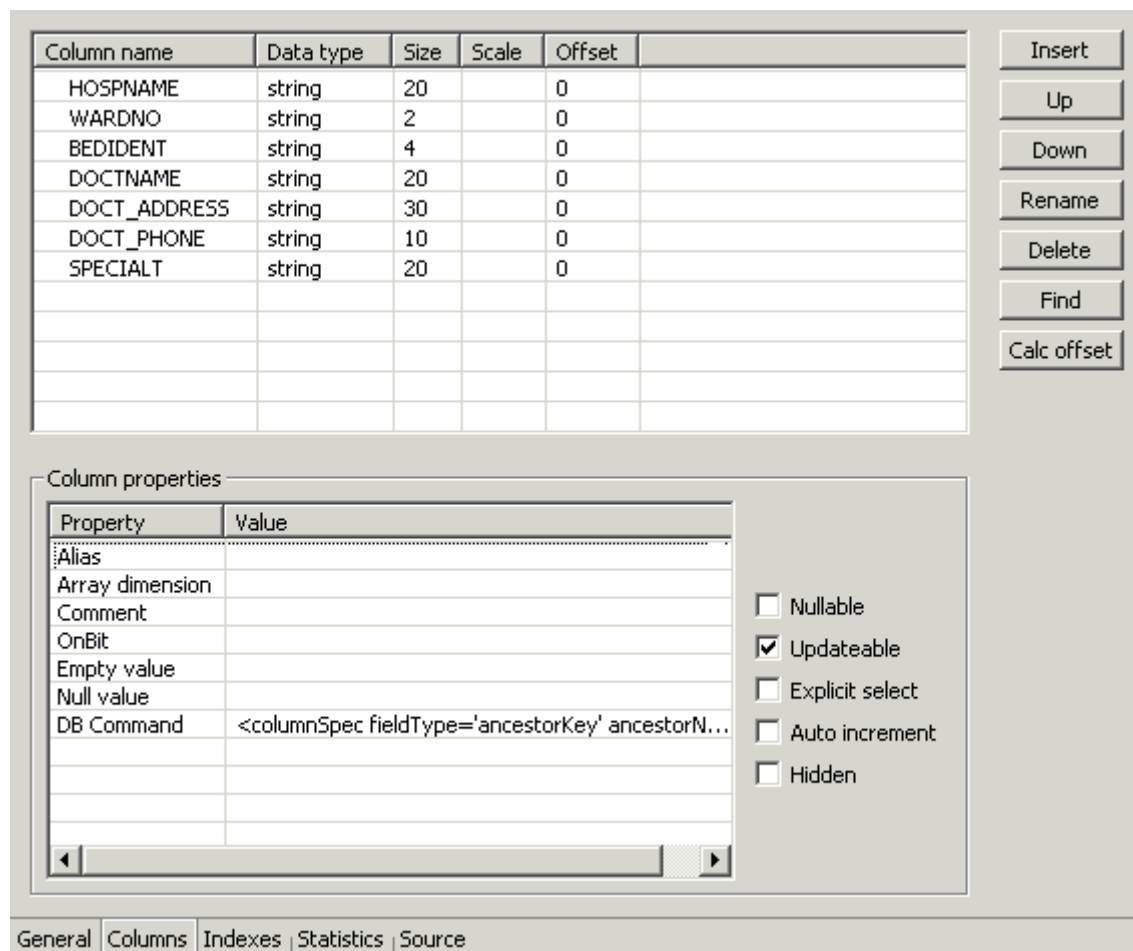 Column name Data type Size Scale Offset
HOSPNAME string 20 0
WARDNO string 2 0
BEDIDENT string 4 0
DOCTNAME string 20 0
DOCT_ADDRESS string 30 0
DOCT_PHONE string 10 0
SPECIALT string 20 0
Insert
Up
Down
Rename
Delete
Find
Calc offset
Column properties
Property Value
Alias
Array dimension
Comment
OnBit
Empty value
Null value
DB Command <columnSpec fieldType='ancestorKey' ancestorN...
Nullable
Updateable
Explicit select
Auto increment
Hidden
General Columns Indexes Statistics Source